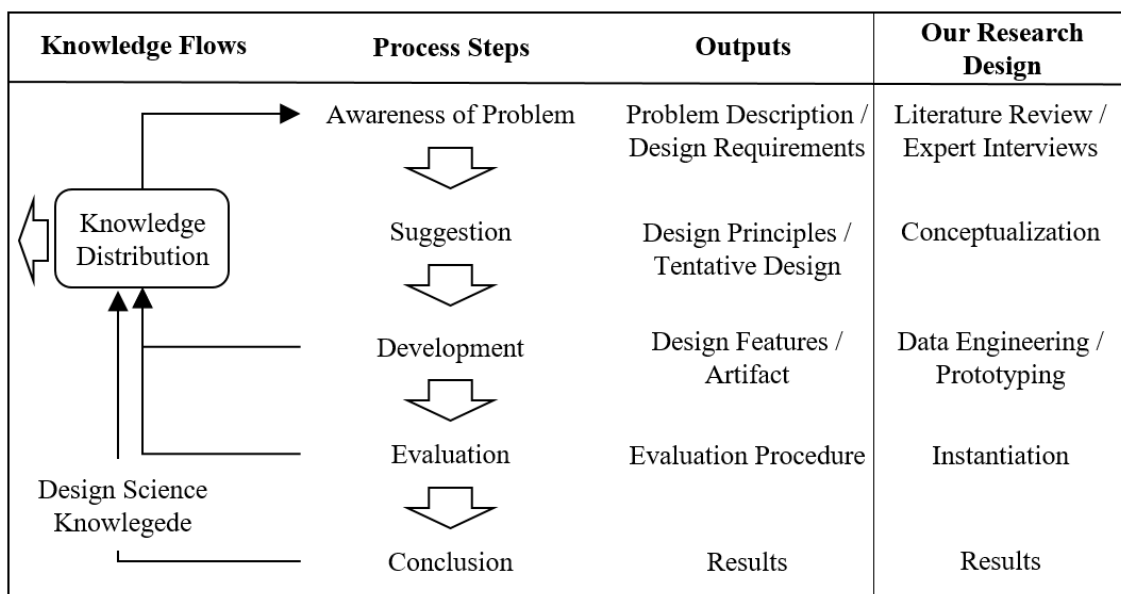 Knowledge Flows
Process Steps
Outputs
Our Research
Design
Awareness of Problem
Problem Description /
Design Requirements
Literature Review /
Expert Interviews
Knowledge
Distribution
Suggestion
Design Principles /
Tentative Design
Conceptualization
Development
Design Features /
Artifact
Data Engineering /
Prototyping
Evaluation
Evaluation Procedure
Instantiation
Design Science
Knowlegede
Conclusion
Results
Results